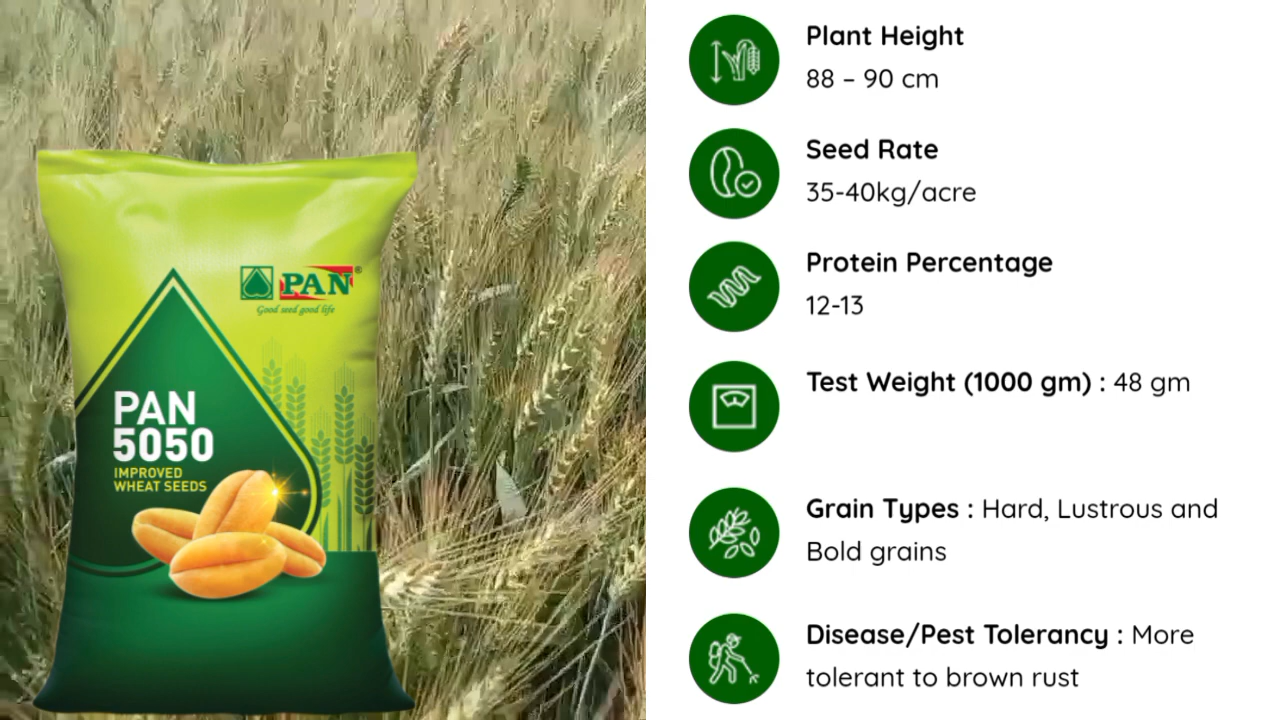 PAN®
Good seed good life
PAN
5050
IMPROVED
WHEAT SEEDS
Plant Height
88 – 90 cm
Seed Rate
35-40kg/acre
Protein Percentage
12-13
Test Weight (1000 gm) : 48 gm
Grain Types : Hard, Lustrous and
Bold grains
Disease/Pest Tolerancy : More
tolerant to brown rust